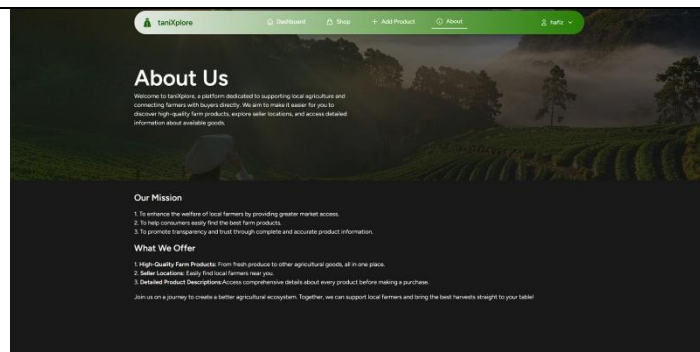 taniXplore
Dashboard
Shop
+ Add Product
About
hafiz
About Us
Welcome to taniXplore, a platform dedicated to supporting local agriculture and
connecting farmers with buyers directly. We aim to make it easier for you to
discover high-quality farm products, explore seller locations, and access detailed
information about available goods.
Our Mission
1. To enhance the welfare of local farmers by providing greater market access.
2. To help consumers easily find the best farm products.
3. To promote transparency and trust through complete and accurate product information.
What We Offer
1. High-Quality Farm Products: From fresh produce to other agricultural goods, all in one place.
2. Seller Locations: Easily find local farmers near you.
3. Detailed Product Descriptions:Access comprehensive details about every product before making a purchase.
Join us on a journey to create a better agricultural ecosystem. Together, we can support local farmers and bring the best harvests straight to your table!